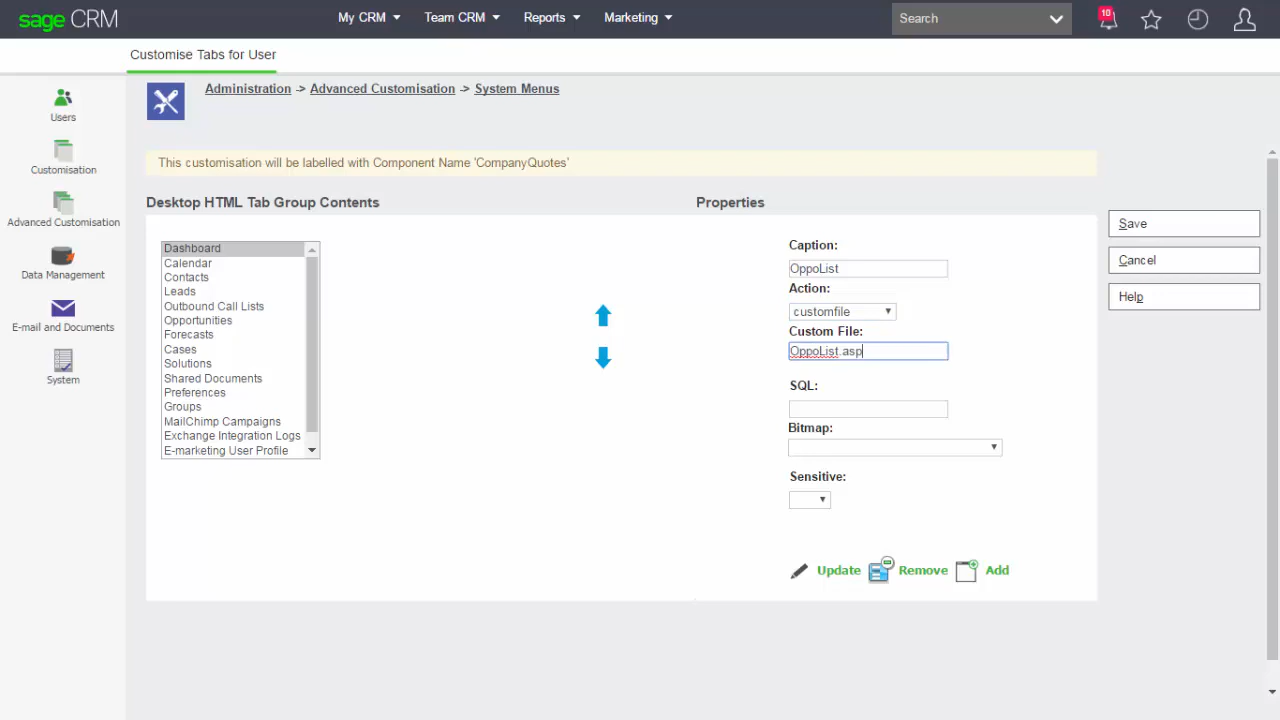 sage CRM
My CRM
Team CRM
Reports
Marketing
Search
10
Customise Tabs for User
Users
Customisation
Advanced Customisation
Data Management
E-mail and Documents
System
Administration -> Advanced Customisation -> System Menus
This customisation will be labelled with Component Name 'CompanyQuotes'
Desktop HTML Tab Group Contents
Dashboard
Calendar
Contacts
Leads
Outbound Call Lists
Opportunities
Forecasts
Cases
Solutions
Shared Documents
Preferences
Groups
MailChimp Campaigns
Exchange Integration Logs
E-marketing User Profile
Properties
Caption:
OppoList
Action:
customfile
Custom File:
OppoList.asp
SQL:
Bitmap:
Sensitive:
Update
Remove
Add
Save
Cancel
Help